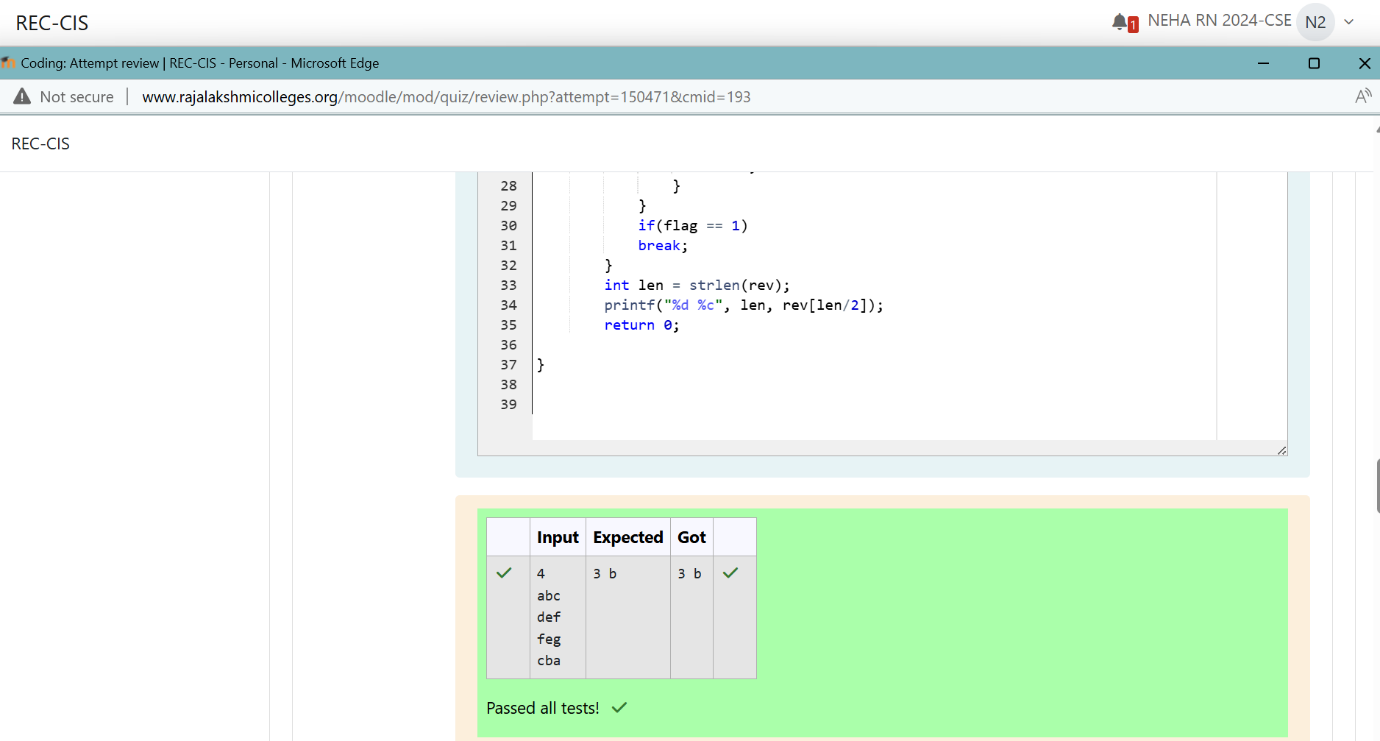 REC-CIS
1 NEHA RN 2024-CSE N2
Coding: Attempt review | REC-CIS - Personal - Microsoft Edge
Not secure | www.rajalakshmicolleges.org/moodle/mod/quiz/review.php?attempt=150471&cmid=193
REC-CIS
28 }
29 }
30 if(flag == 1)
31 break;
32 }
33 int len = strlen(rev);
34 printf("%d %c", len, rev[len/2]);
35 return 0;
36
37 }
38
39
Input Expected Got
4 3 b 3 b
abc
def
feg
cba
Passed all tests!